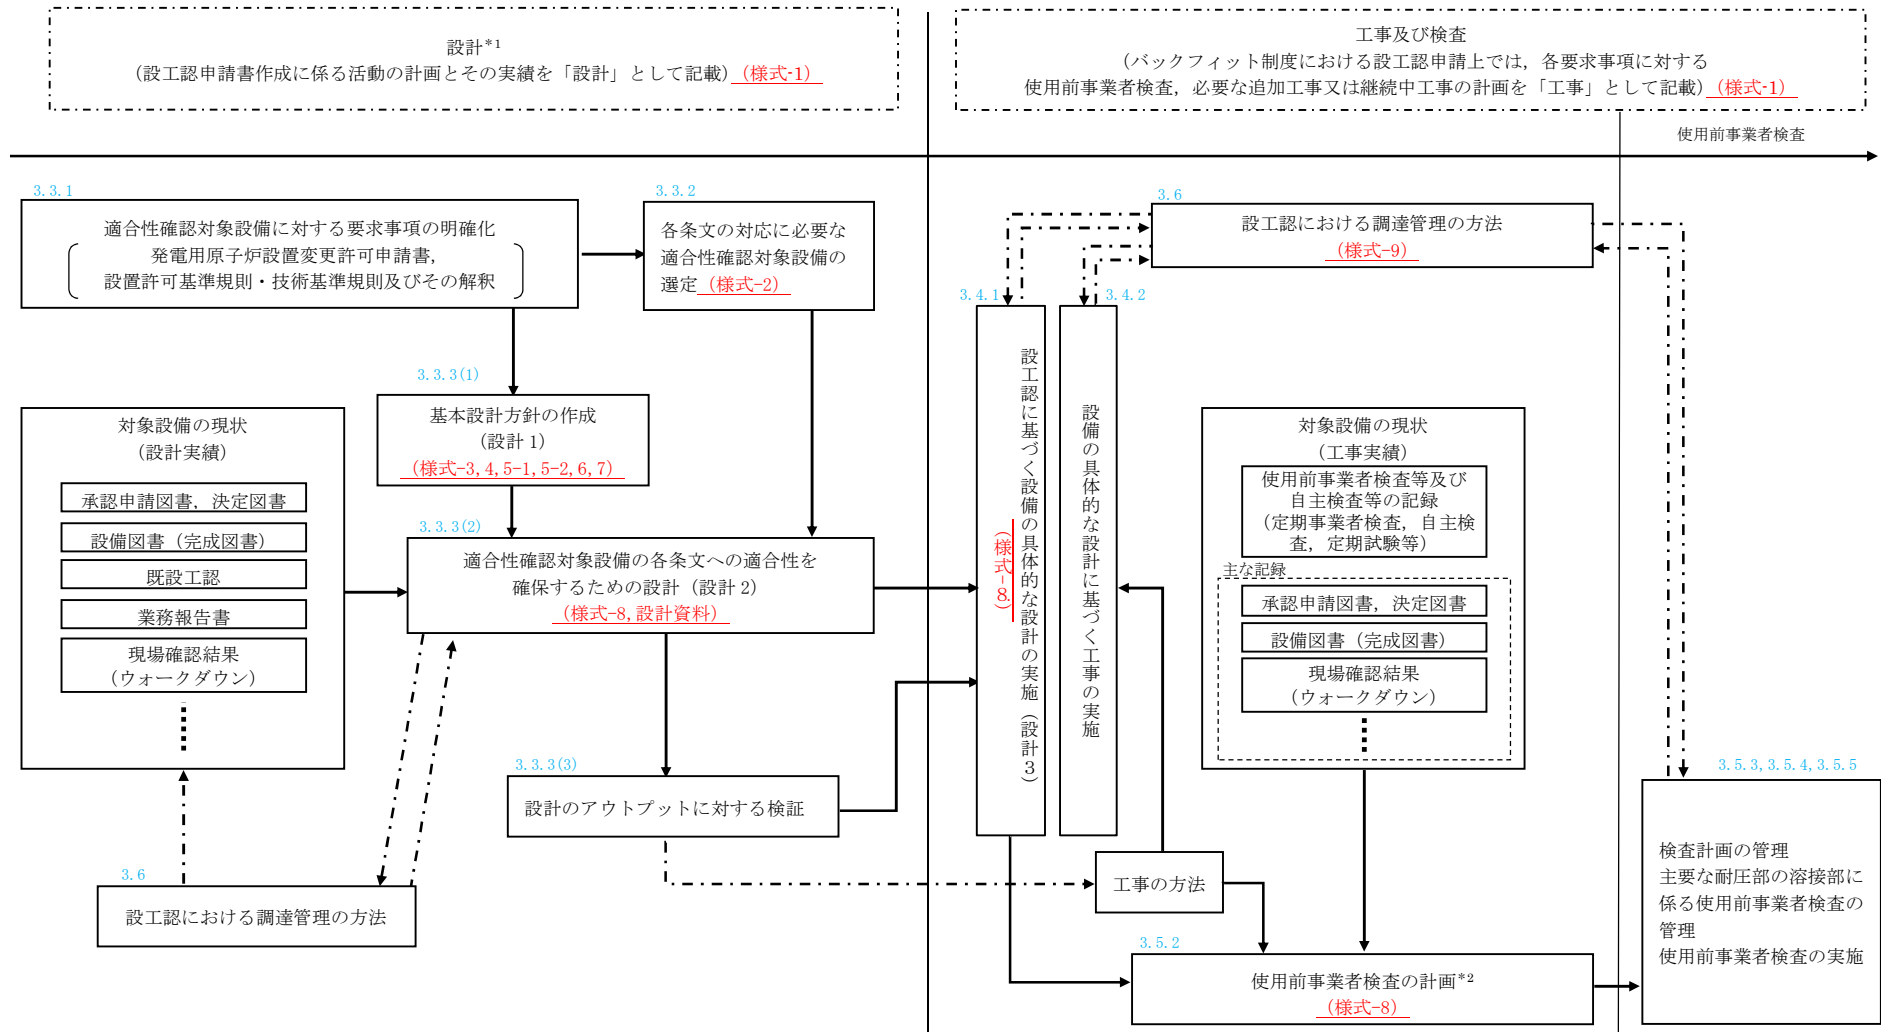 設計*1
(設工認申請書作成に係る活動の計画とその実績を「設計」として記載)(様式-1)
工事及び検査
(バックフィット制度における設工認申請上では,各要求事項に対する
使用前事業者検査,必要な追加工事又は継続中工事の計画を「工事」として記載)(様式-1)
使用前事業者検査
3.3.1
適合性確認対象設備に対する要求事項の明確化
発電用原子炉設置変更許可申請書,
設置許可基準規則・技術基準規則及びその解釈
3.3.2
各条文の対応に必要な
適合性確認対象設備の
選定(様式-2)
3.3.3(1)
基本設計方針の作成
(設計1)
(様式-3,4,5-1,5-2,6,7)
対象設備の現状
(設計実績)
承認申請図書,決定図書
設備図書(完成図書)
既設工認
業務報告書
現場確認結果
(ウォークダウン)
3.3.3(2)
適合性確認対象設備の各条文への適合性を
確保するための設計(設計2)
(様式-8,設計資料)
3.3.3(3)
設計のアウトプットに対する検証
3.6
設工認における調達管理の方法
3.6
設工認における調達管理の方法
(様式-9)
3.4.1
設工認に基づく設備の具体的な設計の実施(設計3)
(様式-8)
3.4.2
設備の具体的な設計に基づく工事の実施
対象設備の現状
(工事実績)
使用前事業者検査等及び
自主検査等の記録
(定期事業者検査,自主検
査,定期試験等)
主な記録
承認申請図書,決定図書
設備図書(完成図書)
現場確認結果
(ウォークダウン)
工事の方法
3.5.2
使用前事業者検査の計画*2
(様式-8)
3.5.3,3.5.4,3.5.5
検査計画の管理
主要な耐圧部の溶接部に
係る使用前事業者検査の
管理
使用前事業者検査の実施